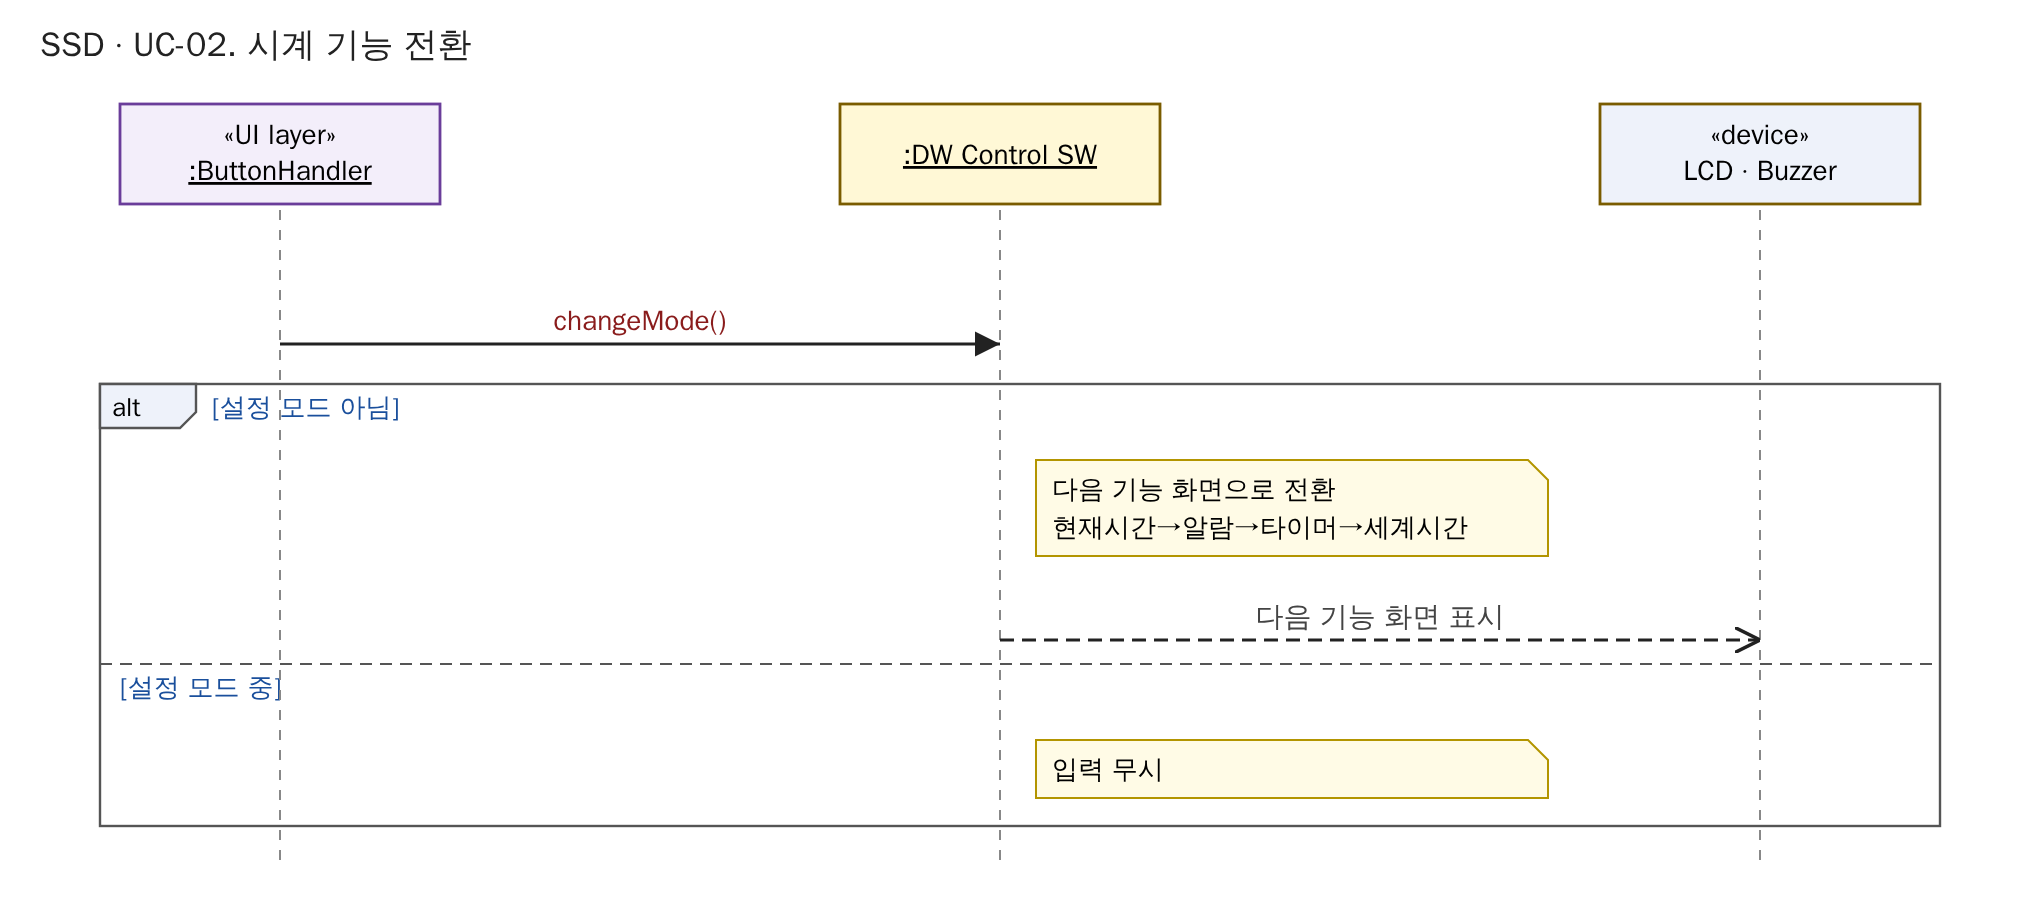 SSD · UC-02. 시계 기능 전환
«UI layer»
:ButtonHandler
:DW Control SW
«device»
LCD · Buzzer
changeMode()
alt
[설정 모드 아님]
다음 기능 화면으로 전환
현재시간→알람→타이머→세계시간
다음 기능 화면 표시
[설정 모드 중]
입력 무시